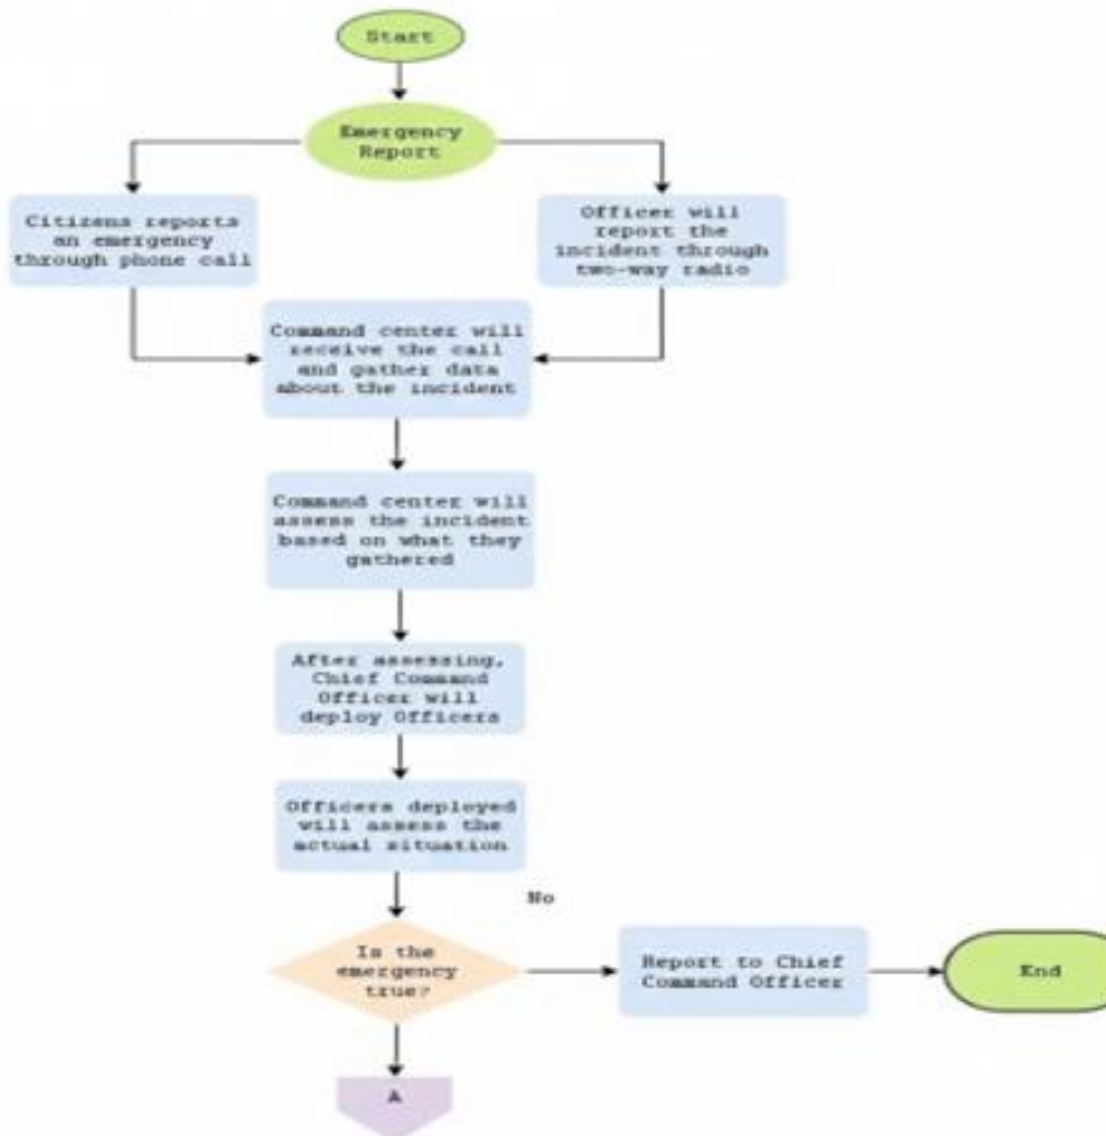 Start
Emergency
Report
Citizens reports
an emergency
through phone call
Officer will
report the
incident through
two-way radio
Command center will
receive the call
and gather data
about the incident
Command center will
assess the incident
based on what they
gathered
After assessing,
Chief Command
Officer will
deploy Officers
Officers deployed
will assess the
actual situation
No
Is the
emergency
true?
Report to Chief
Command Officer
End
A